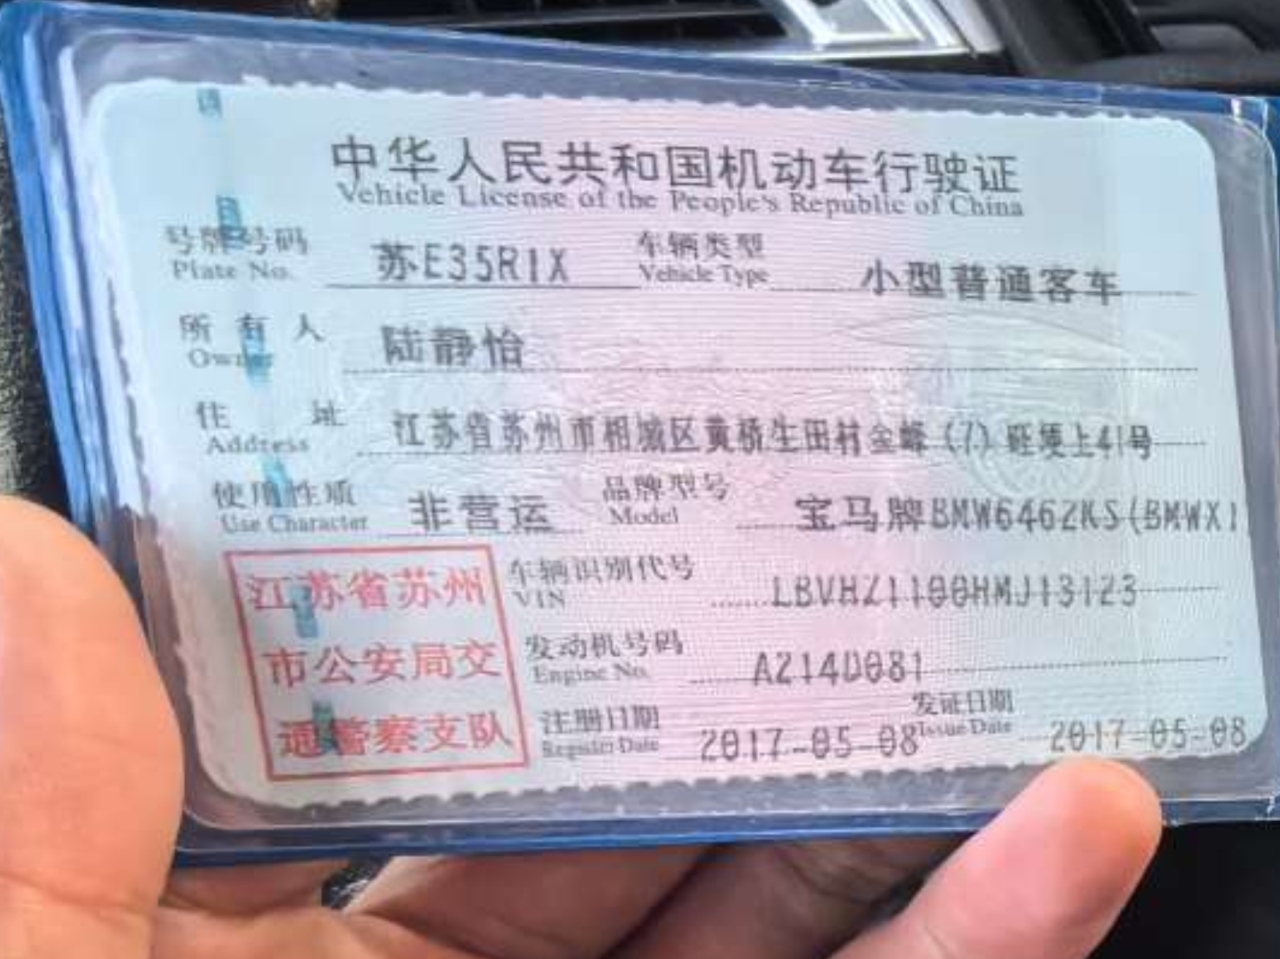 中华人民共和国机动车行驶证
Vehicle License of the People's Republic of China
号牌号码 苏E35R1X 车辆类型 小型普通客车
Plate No. Vehicle Type
所有人 陆静怡
Owner
住址 江苏省苏州市相城区黄桥生田村金峰(7)旺埂上41号
Address
使用性质 非营运 品牌型号 宝马牌BMW6462KS(BMWX1
Use Character Model
江苏省苏州
市公安局交
通警察支队
车辆识别代号 LBVHZ1100HMJ13123
VIN
发动机号码 A214D081
Engine No.
注册日期 2017-05-08 发证日期 2017-05-08
Register Date Issue Date